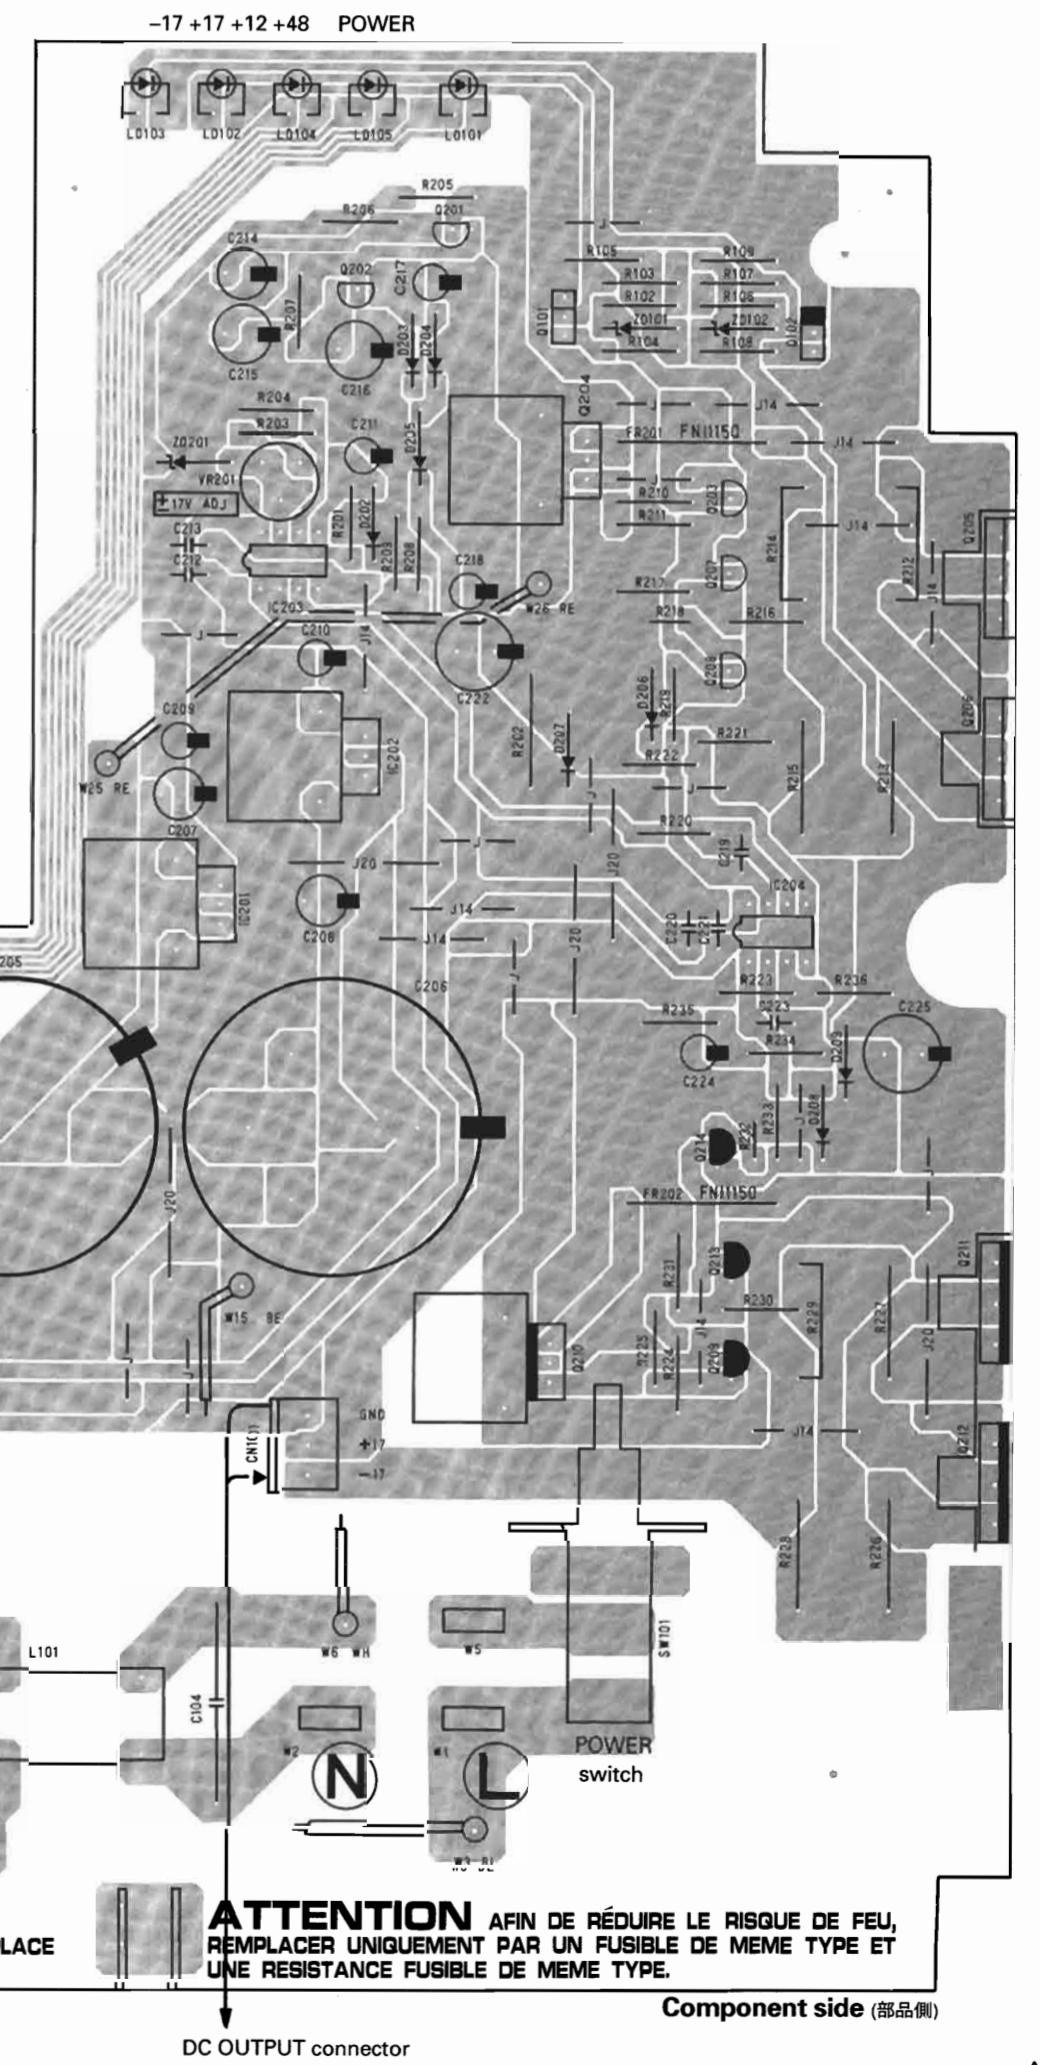 −17 +17 +12 +48 POWER
LD103 LD102 LD104 LD105 LD101
R205
R206 Q201
C214
J
R105 R109
Q202 C217
R103 R107
R207
R102 R106
Q101 ZD101 ZD102 Q102
D203 D204
R104 R108
C215
C216
R204
Q204
J J14
C211
R203
D205
FR201 FN11150
ZD201
J14
VR201
J
± 17V ADJ
R210 Q203
R201 D202
R211
C213
R214 J14 Q205
C212
R203 R208
C218
Q207
R212
R217
J14
IC203
W26 RE
R218 R216
J
C210
J14
Q208
C222
D206 R219
C209
Q206
R202
D207
R221
IC202
R222
R215 R213
W25 RE
J J
C207
R220
J
J20
J20
C219
IC204
IC201
J14
C208
C220 C221
J14
J20
205
J
C206
R223 R236
R235 C223 C225
R234 D209
C224
R233
J
D208
Q214 R232
J
J20
FR202 FN11150
R231 Q213
Q211
R230
R229 R227
W15 BE
J14
J20
J
R225
Q210
R224 Q209
J
GND
CN101
+17
J14
Q212
−17
R228 R226
L101
W6 WH
W5
SW101
C104
W2
W1
POWER
N L
switch
W3 BL
ATTENTION AFIN DE RÉDUIRE LE RISQUE DE FEU,
LACE REMPLACER UNIQUEMENT PAR UN FUSIBLE DE MEME TYPE ET
UNE RESISTANCE FUSIBLE DE MEME TYPE.
Component side (部品側)
DC OUTPUT connector